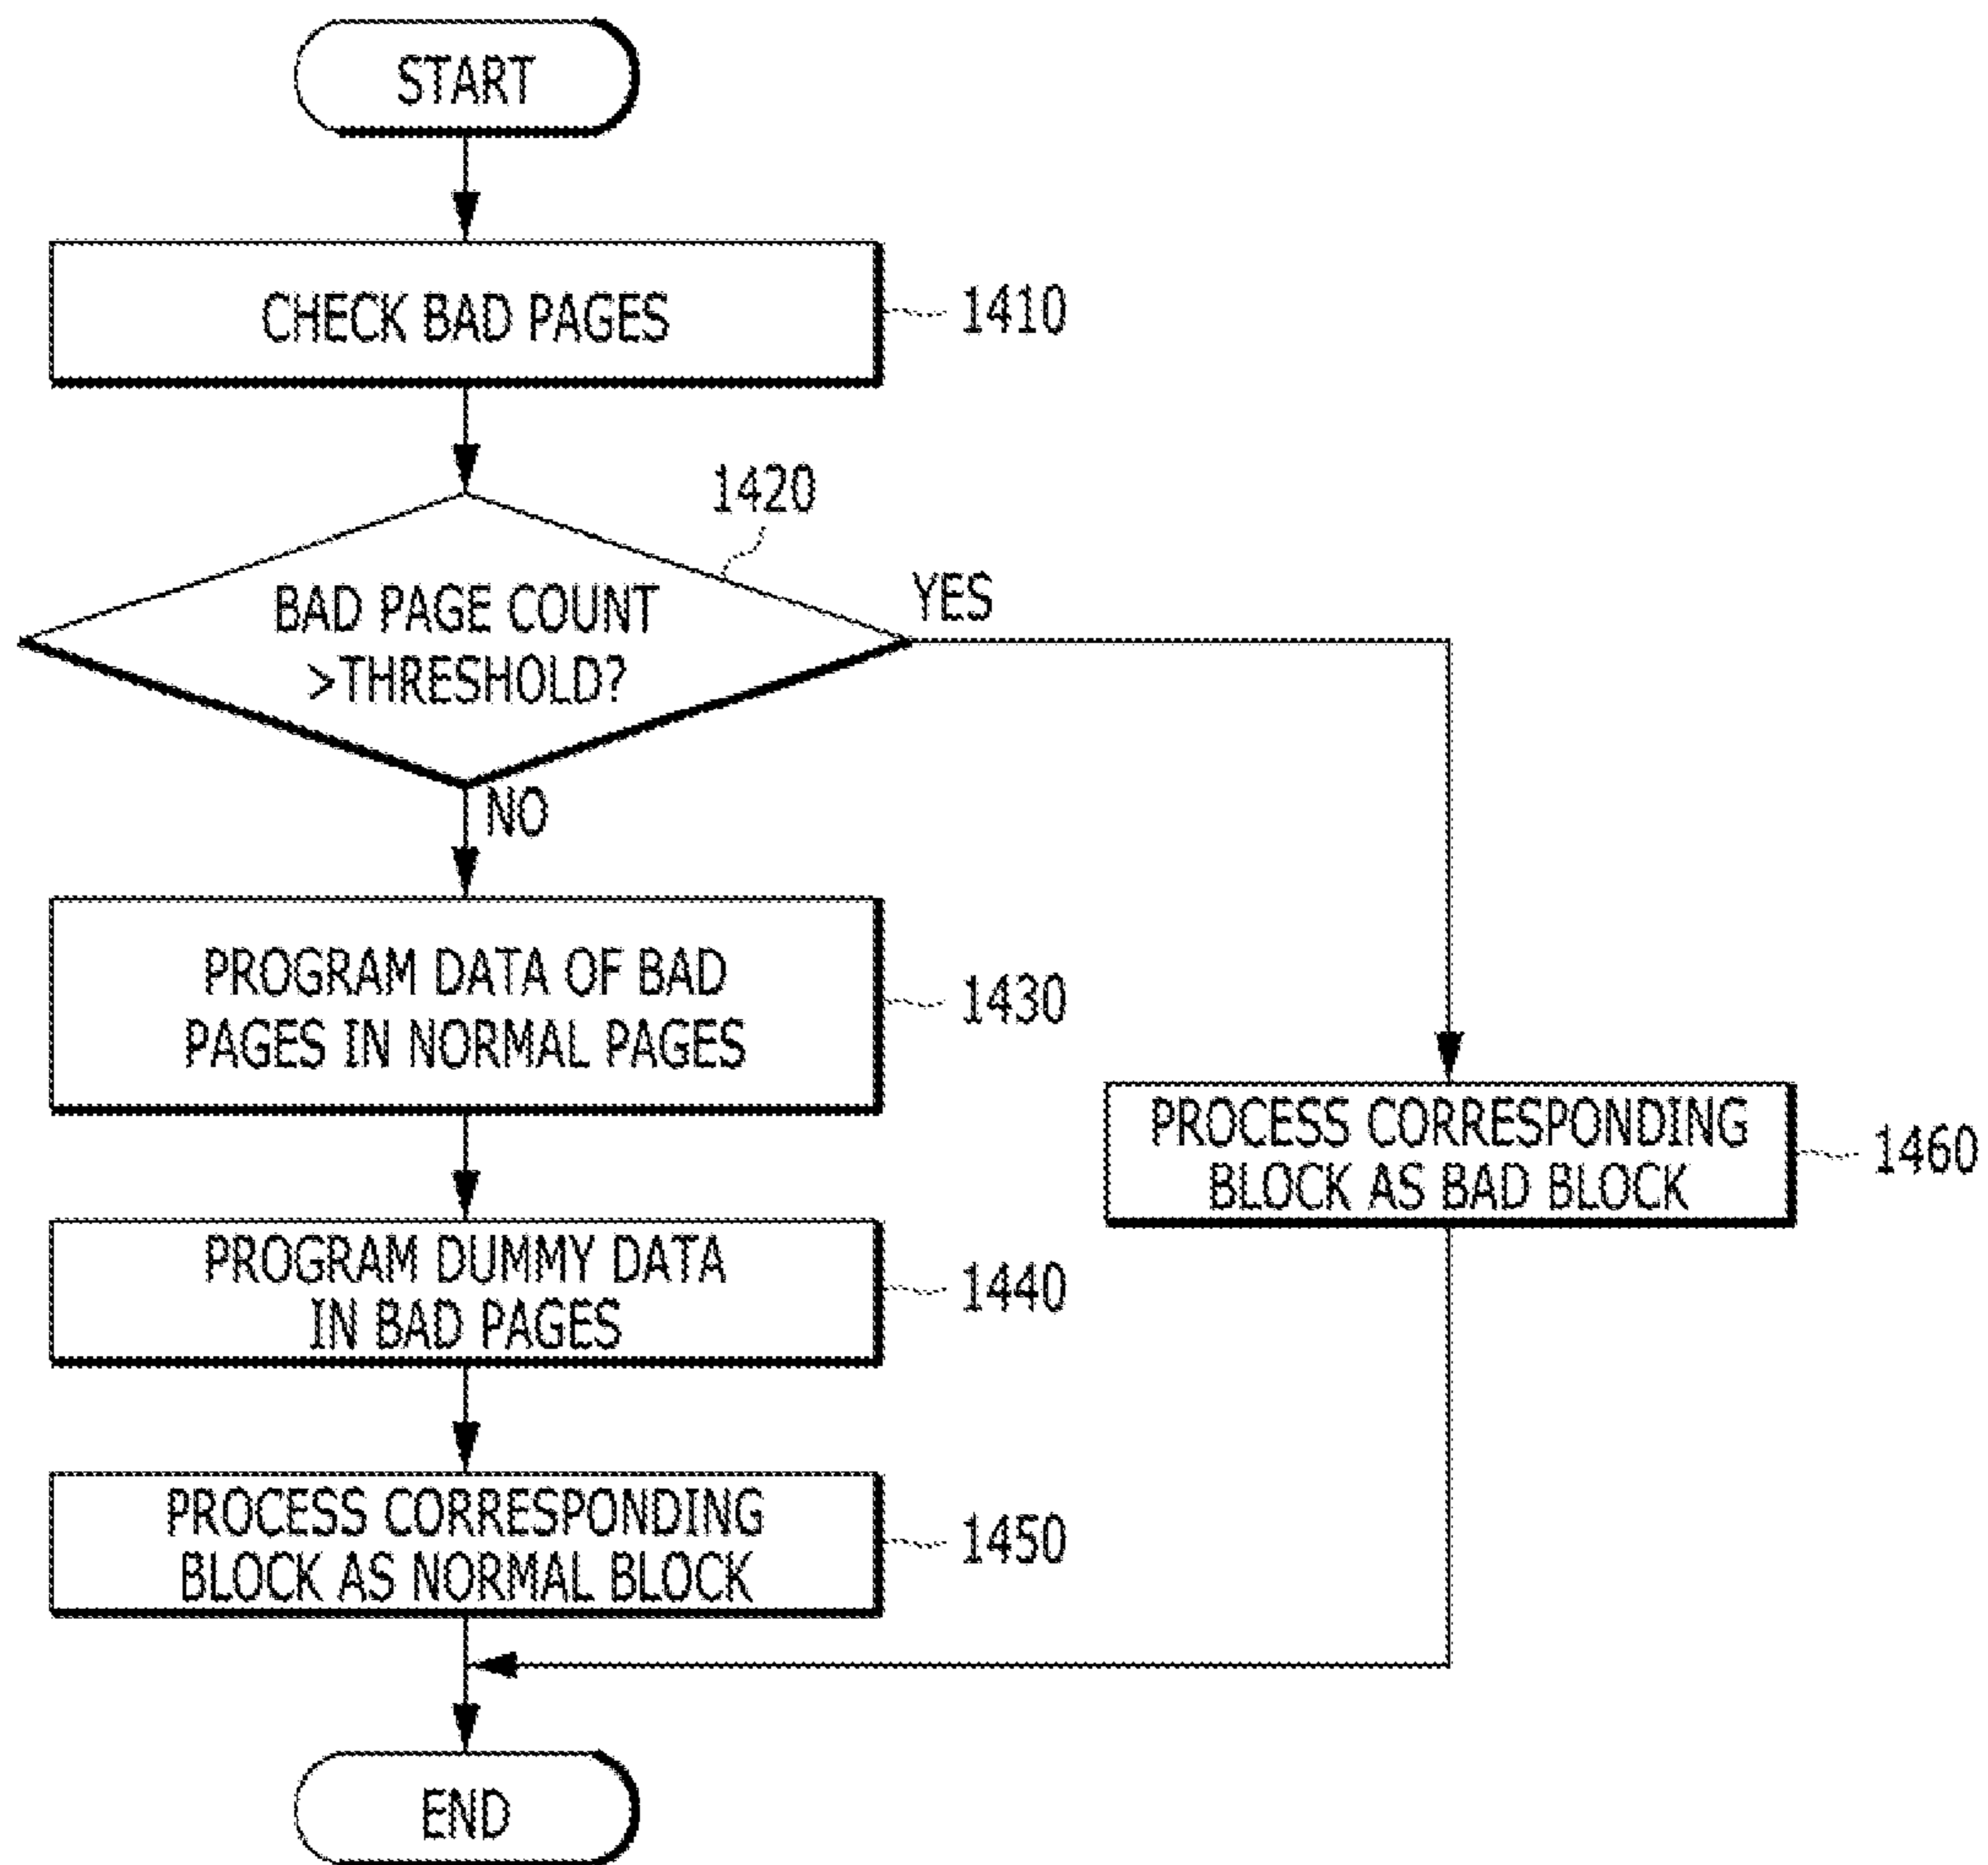 START
CHECK BAD PAGES
1410
1420
BAD PAGE COUNT
>THRESHOLD?
YES
NO
PROGRAM DATA OF BAD
PAGES IN NORMAL PAGES
1430
PROCESS CORRESPONDING
BLOCK AS BAD BLOCK
1460
PROGRAM DUMMY DATA
IN BAD PAGES
1440
PROCESS CORRESPONDING
BLOCK AS NORMAL BLOCK
1450
END